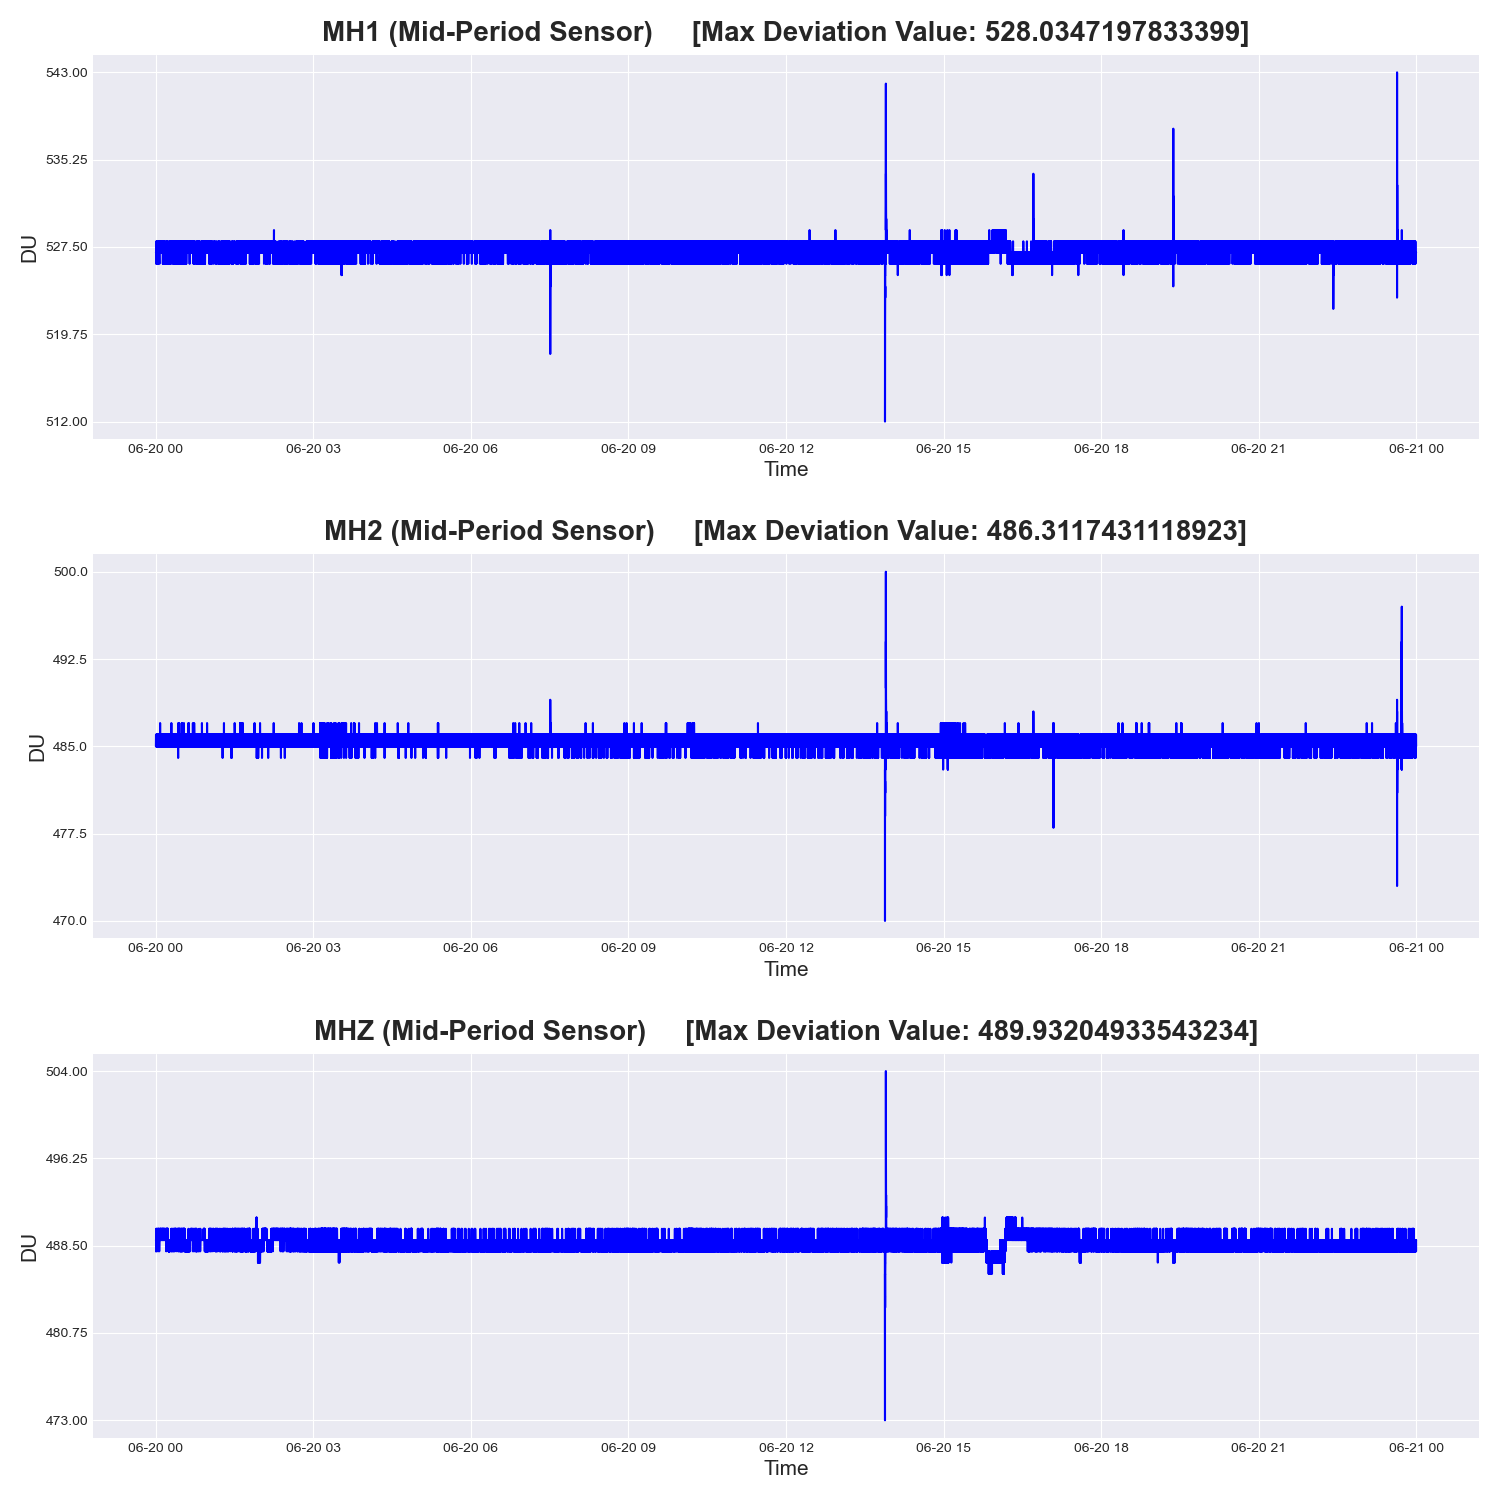 MH1 (Mid-Period Sensor) [Max Deviation Value: 528.0347197833399]
543.00
535.25
527.50
519.75
512.00
DU
06-20 00 06-20 03 06-20 06 06-20 09 06-20 12 06-20 15 06-20 18 06-20 21 06-21 00
Time
MH2 (Mid-Period Sensor) [Max Deviation Value: 486.3117431118923]
500.0
492.5
485.0
477.5
470.0
DU
06-20 00 06-20 03 06-20 06 06-20 09 06-20 12 06-20 15 06-20 18 06-20 21 06-21 00
Time
MHZ (Mid-Period Sensor) [Max Deviation Value: 489.93204933543234]
504.00
496.25
488.50
480.75
473.00
DU
06-20 00 06-20 03 06-20 06 06-20 09 06-20 12 06-20 15 06-20 18 06-20 21 06-21 00
Time